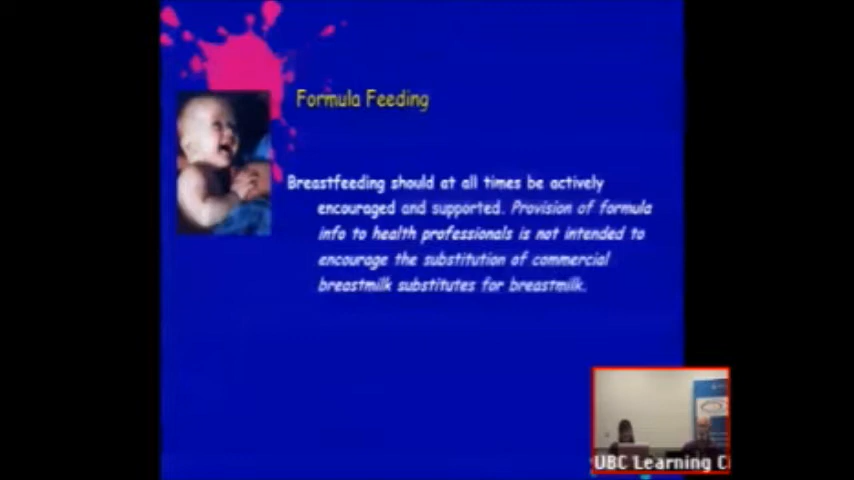 Formula Feeding
Breastfeeding should at all times be actively
encouraged and supported. Provision of formula
info to health professionals is not intended to
encourage the substitution of commercial
breastmilk substitutes for breastmilk.
UBC Learning C